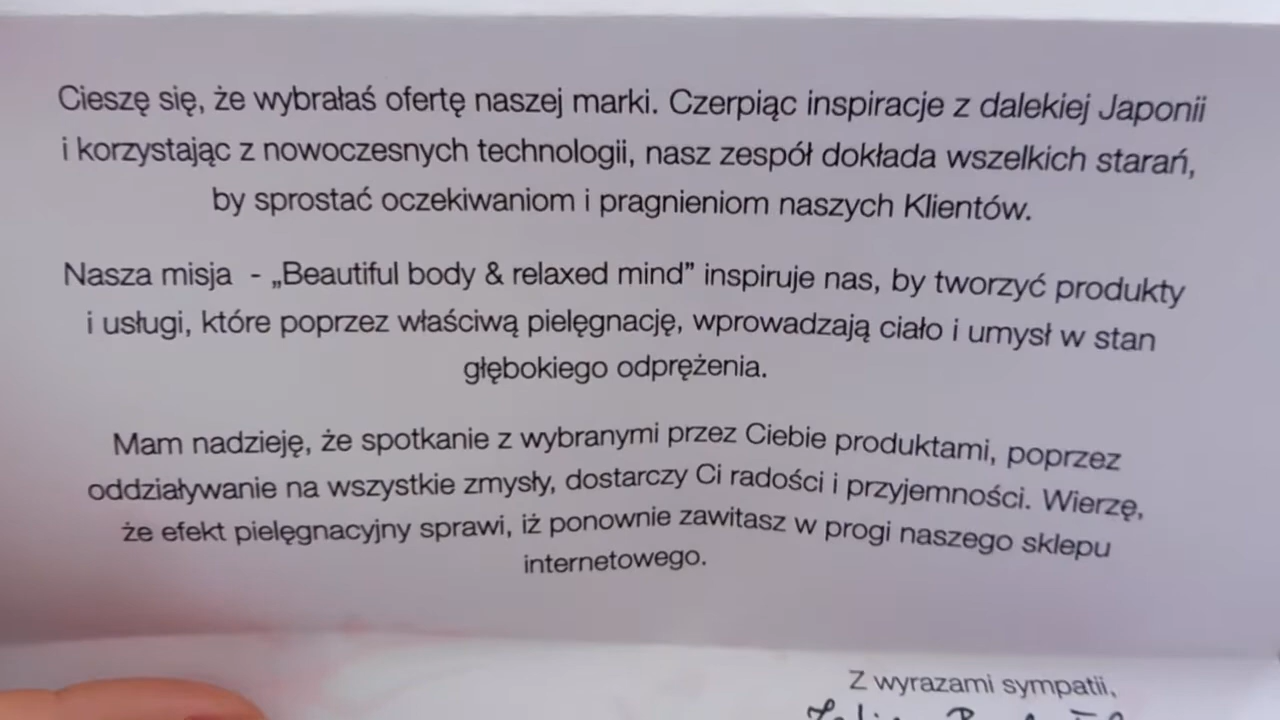 Cieszę się, że wybrałaś ofertę naszej marki. Czerpiąc inspiracje z dalekiej Japonii
i korzystając z nowoczesnych technologii, nasz zespół dokłada wszelkich starań,
by sprostać oczekiwaniom i pragnieniom naszych Klientów.
Nasza misja - „Beautiful body & relaxed mind” inspiruje nas, by tworzyć produkty
i usługi, które poprzez właściwą pielęgnację, wprowadzają ciało i umysł w stan
głębokiego odprężenia.
Mam nadzieję, że spotkanie z wybranymi przez Ciebie produktami, poprzez
oddziaływanie na wszystkie zmysły, dostarczy Ci radości i przyjemności. Wierzę,
że efekt pielęgnacyjny sprawi, iż ponownie zawitasz w progi naszego sklepu
internetowego.
Z wyrazami sympatii,